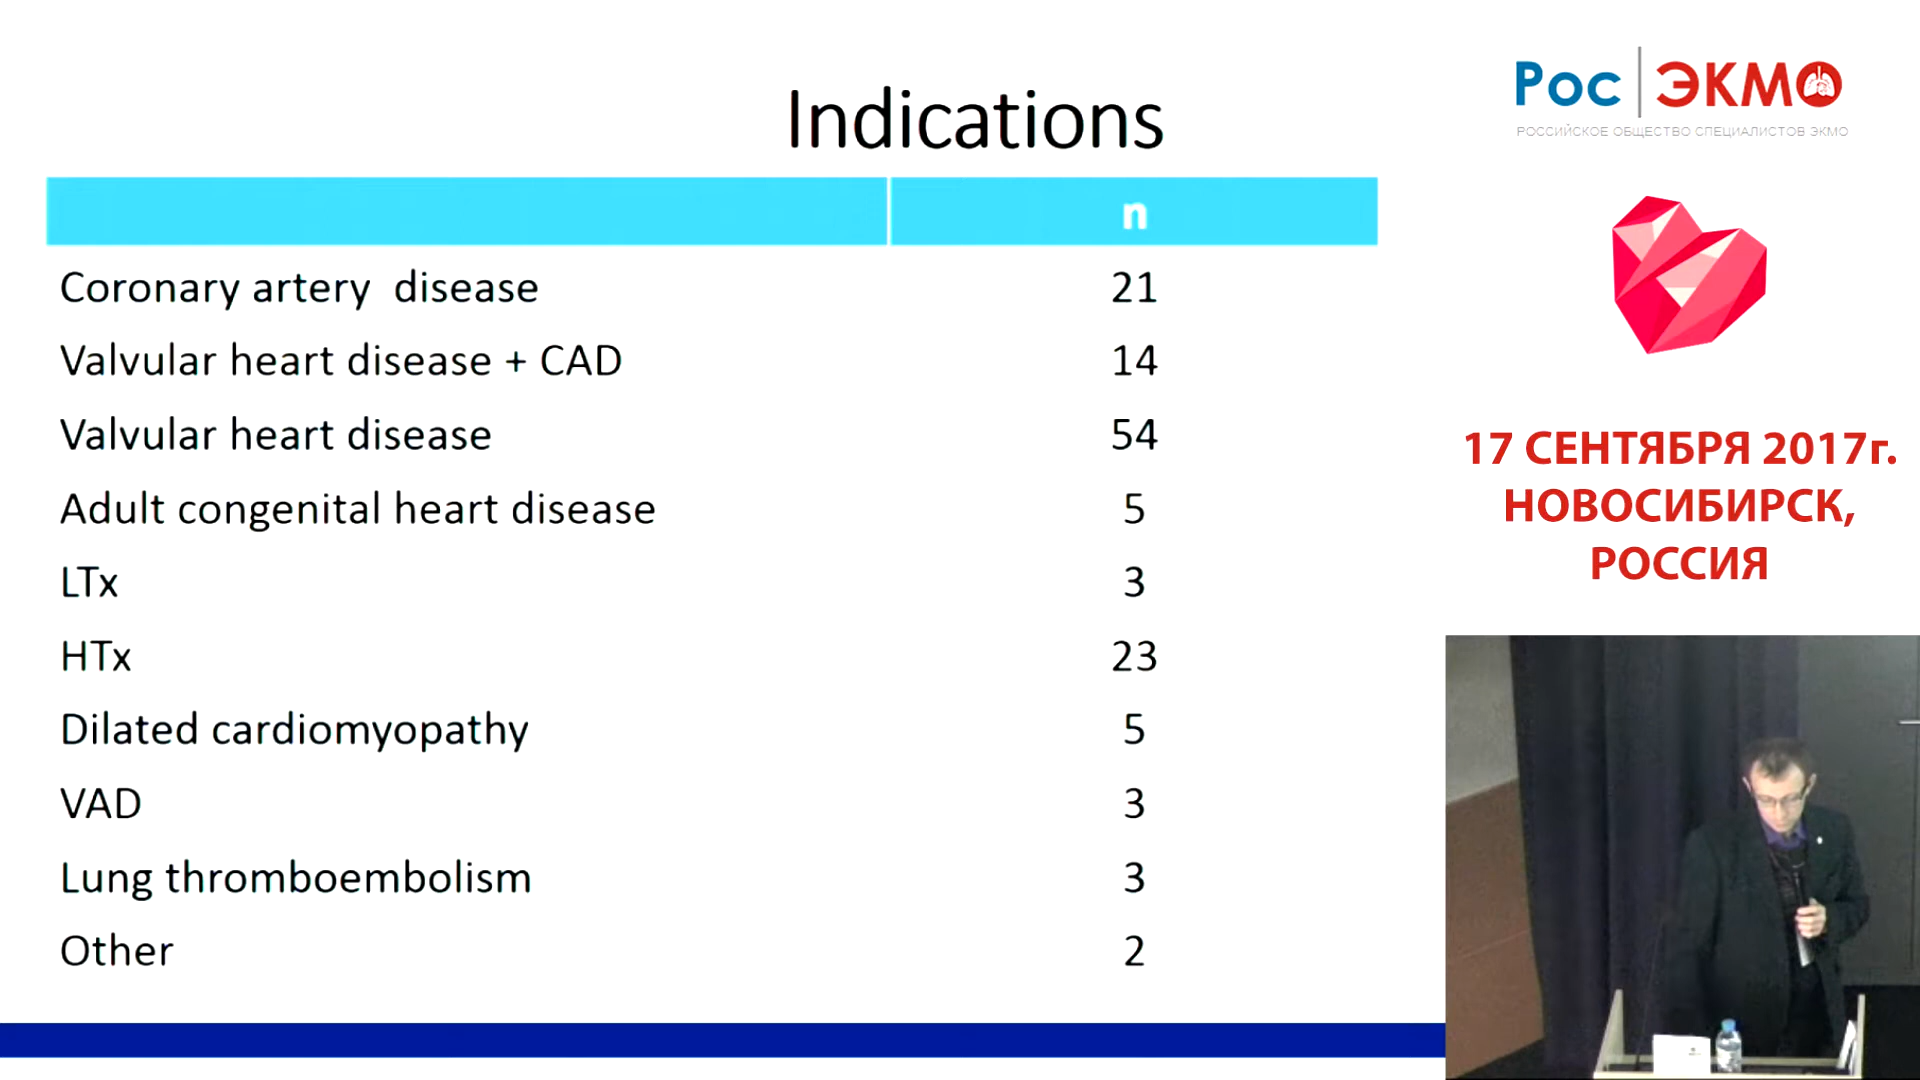 Indications
n
Coronary artery disease 21
Valvular heart disease + CAD 14
Valvular heart disease 54
Adult congenital heart disease 5
LTx 3
HTx 23
Dilated cardiomyopathy 5
VAD 3
Lung thromboembolism 3
Other 2
Рос ЭКМО
РОССИЙСКОЕ ОБЩЕСТВО СПЕЦИАЛИСТОВ ЭКМО
17 СЕНТЯБРЯ 2017г.
НОВОСИБИРСК,
РОССИЯ